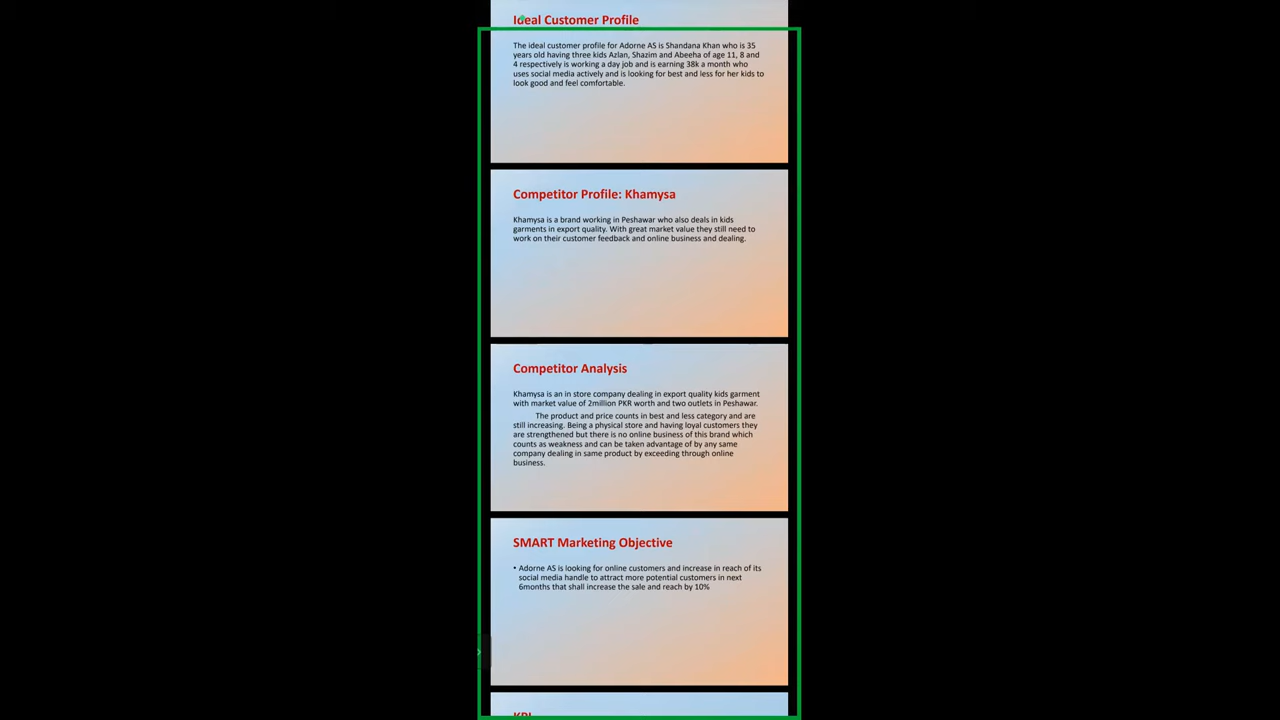 Ideal Customer Profile
The ideal customer profile for Adorne AS is Shandana Khan who is 35
years old having three kids Azlan, Shazim and Abeeha of age 11, 8 and
4 respectively is working a day job and is earning 38k a month who
uses social media actively and is looking for best and less for her kids to
look good and feel comfortable.
Competitor Profile: Khamysa
Khamysa is a brand working in Peshawar who also deals in kids
garments in export quality. With great market value they still need to
work on their customer feedback and online business and dealing.
Competitor Analysis
Khamysa is an in store company dealing in export quality kids garment
with market value of 2million PKR worth and two outlets in Peshawar.
The product and price counts in best and less category and are
still increasing. Being a physical store and having loyal customers they
are strengthened but there is no online business of this brand which
counts as weakness and can be taken advantage of by any same
company dealing in same product by exceeding through online
business.
SMART Marketing Objective
• Adorne AS is looking for online customers and increase in reach of its
social media handle to attract more potential customers in next
6months that shall increase the sale and reach by 10%
KPI